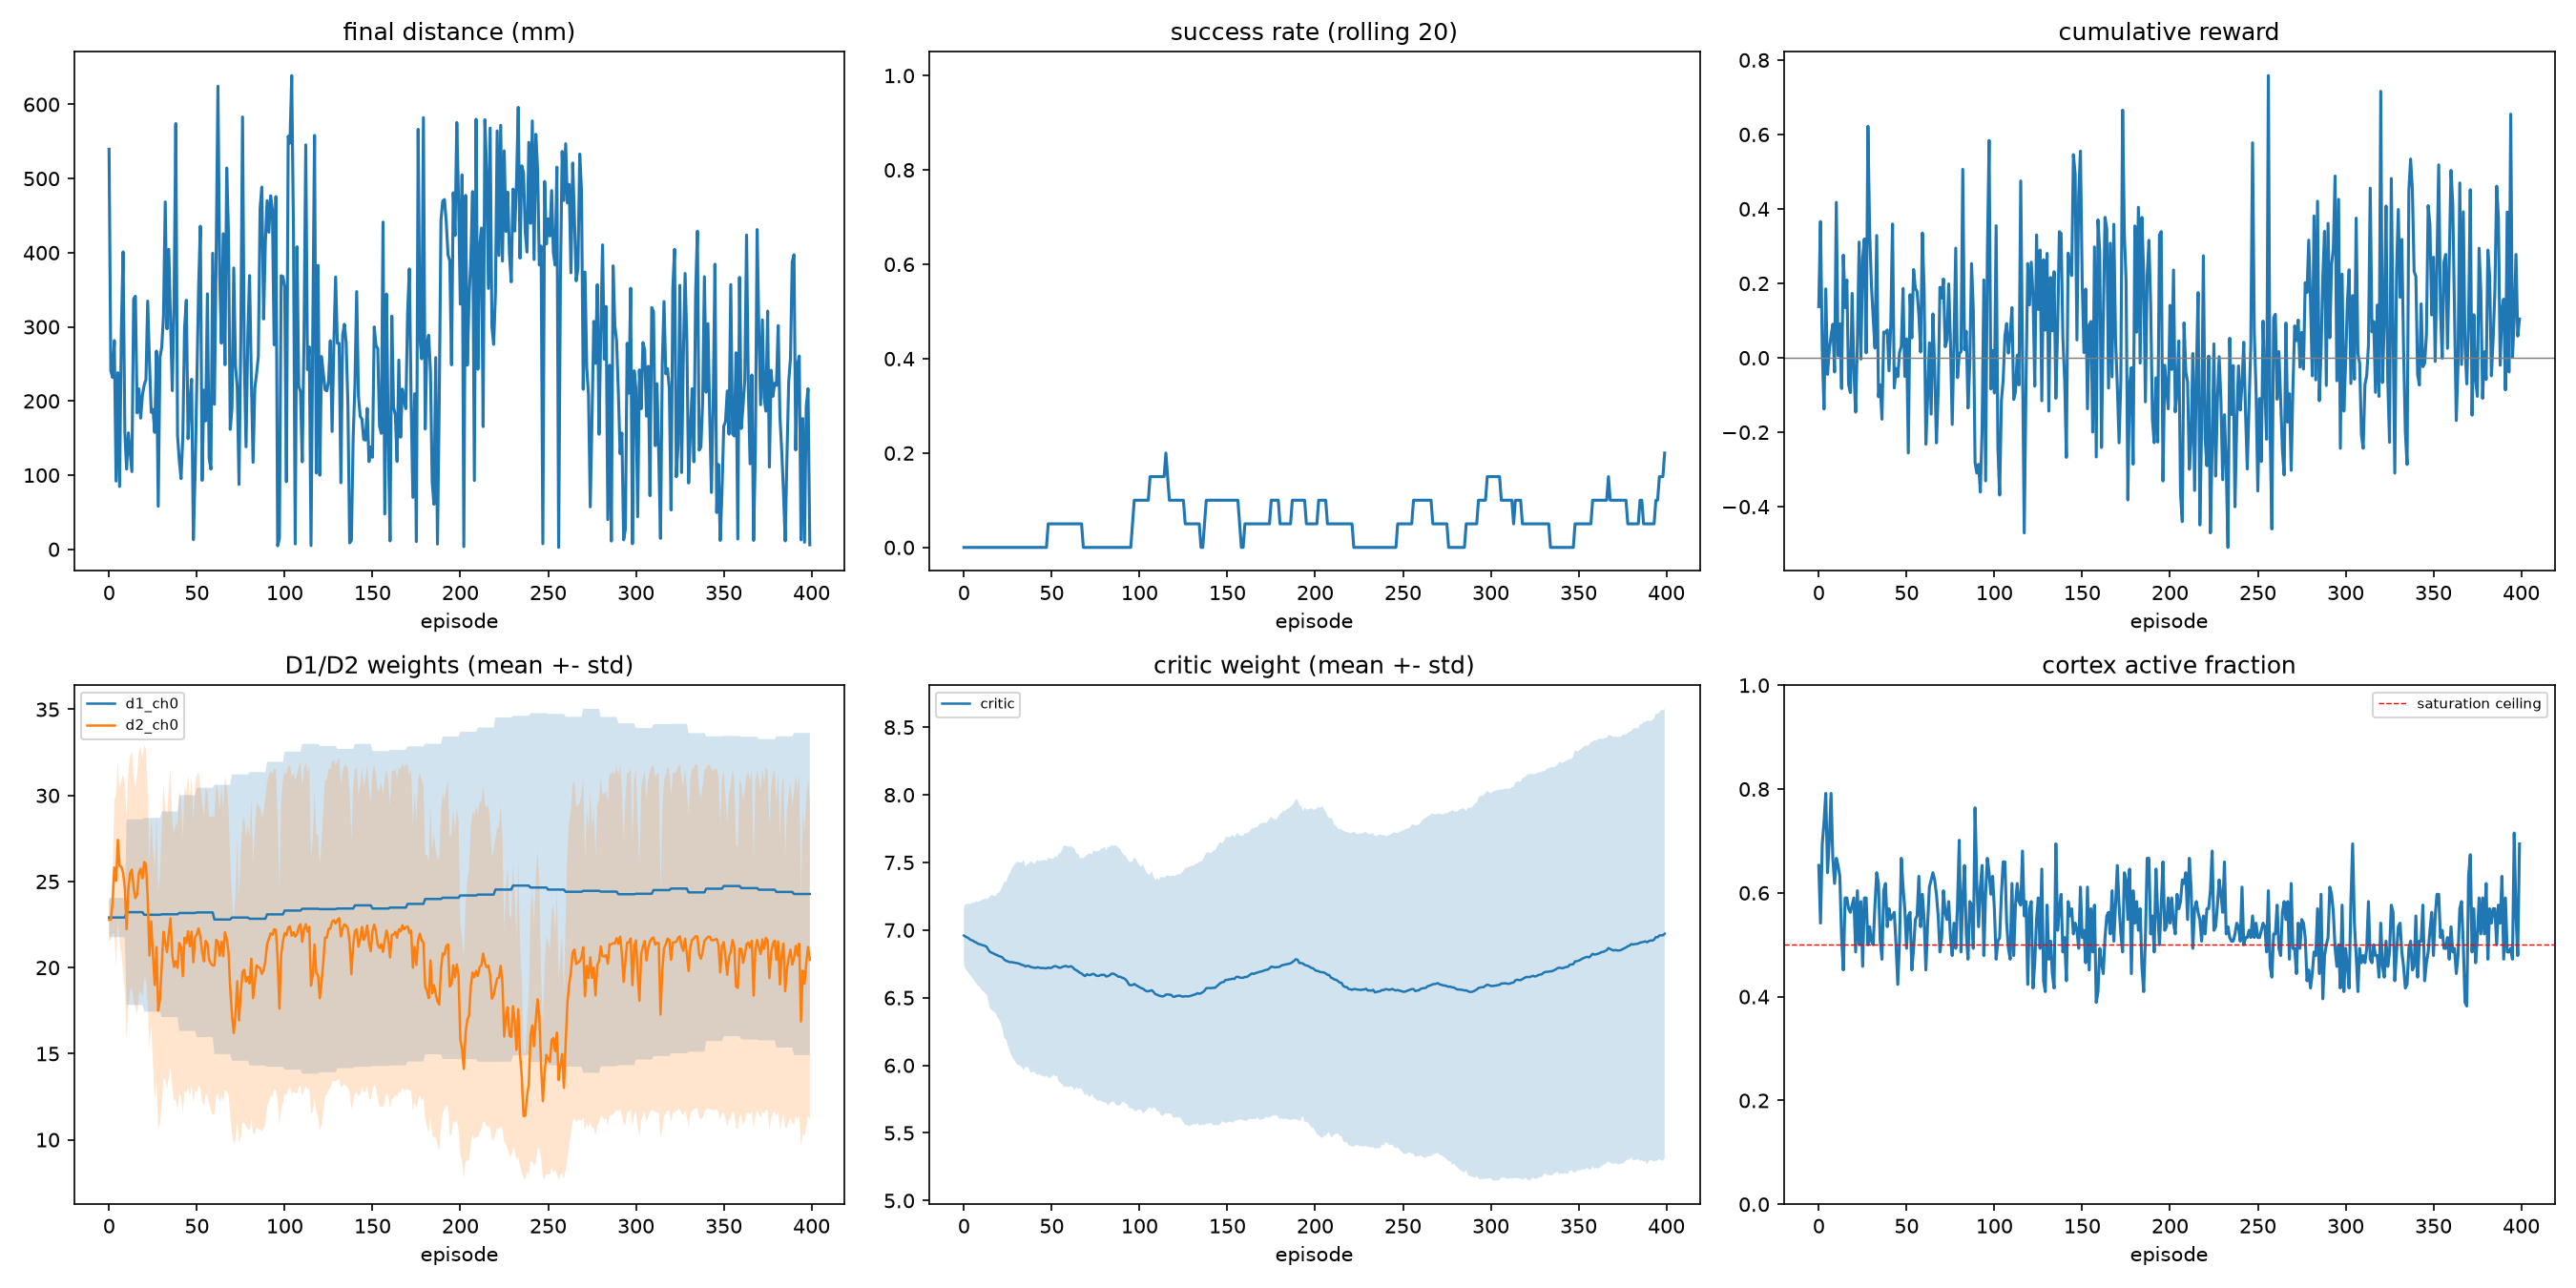 final distance (mm)
600
500
400
300
200
100
0
0 50 100 150 200 250 300 350 400
episode
success rate (rolling 20)
1.0
0.8
0.6
0.4
0.2
0.0
0 50 100 150 200 250 300 350 400
episode
cumulative reward
0.8
0.6
0.4
0.2
0.0
−0.2
−0.4
0 50 100 150 200 250 300 350 400
episode
D1/D2 weights (mean +- std)
d1_ch0
d2_ch0
35
30
25
20
15
10
0 50 100 150 200 250 300 350 400
episode
critic weight (mean +- std)
critic
8.5
8.0
7.5
7.0
6.5
6.0
5.5
5.0
0 50 100 150 200 250 300 350 400
episode
cortex active fraction
saturation ceiling
1.0
0.8
0.6
0.4
0.2
0.0
0 50 100 150 200 250 300 350 400
episode